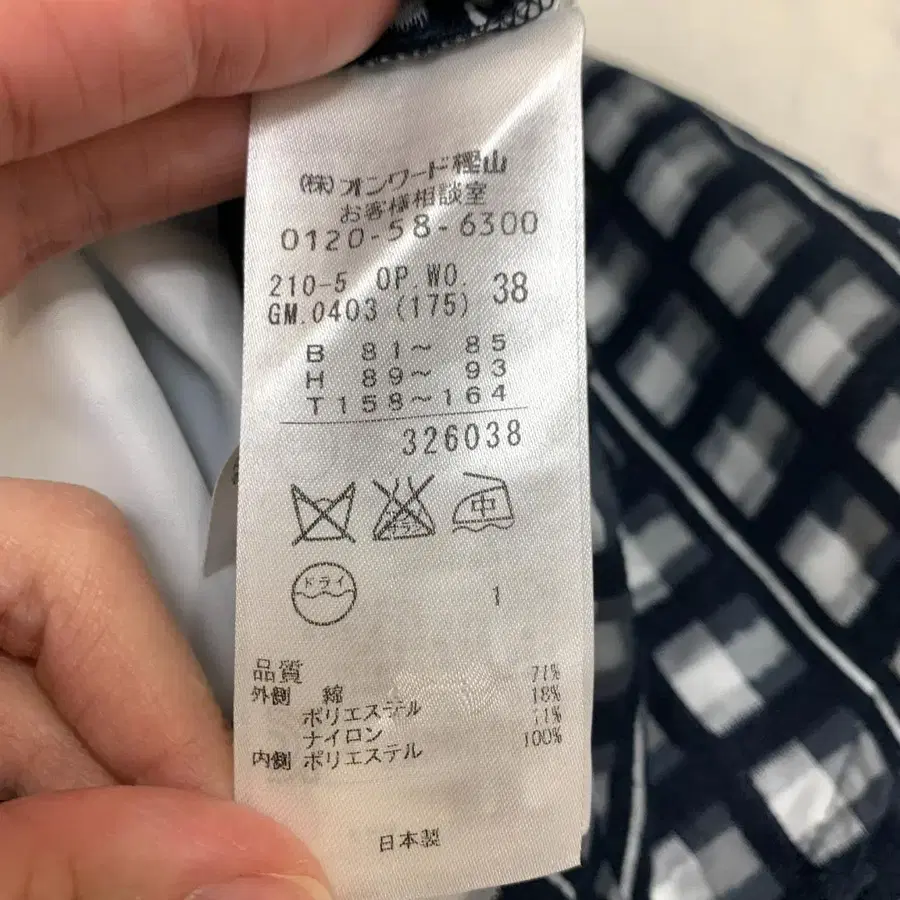 (株)オンワード樫山
お客様相談室
0120-58-6300
210-5 OP.WO. 38
GM.0403 (175)
B 81〜 85
H 89〜 93
T158〜164
326038
中
ドライ
1
品質
外側 綿 71%
ポリエステル 18%
ナイロン 11%
内側 ポリエステル 100%
日本製